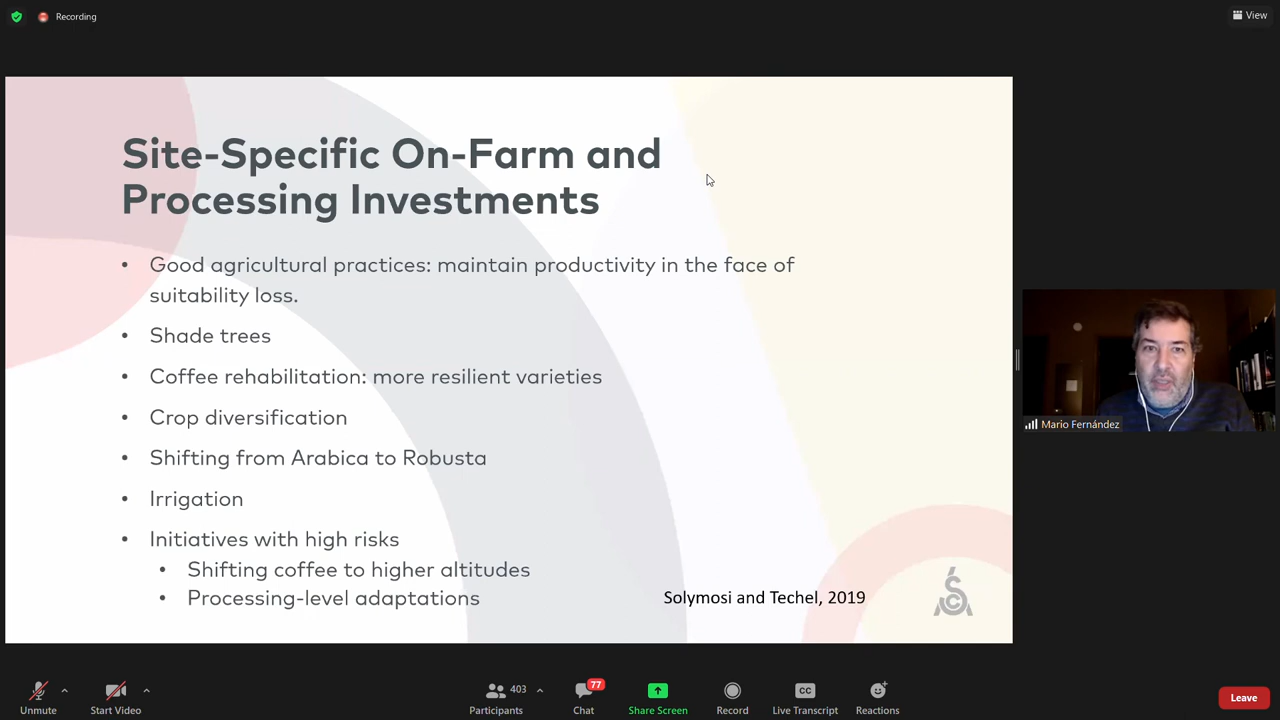 Recording
View
Site-Specific On-Farm and
Processing Investments
• Good agricultural practices: maintain productivity in the face of
suitability loss.
• Shade trees
• Coffee rehabilitation: more resilient varieties
• Crop diversification
• Shifting from Arabica to Robusta
• Irrigation
• Initiatives with high risks
• Shifting coffee to higher altitudes
• Processing-level adaptations
Solymosi and Techel, 2019
SCA
Mario Fernández
Unmute
Start Video
403
Participants
77
Chat
Share Screen
Record
CC
Live Transcript
Reactions
Leave